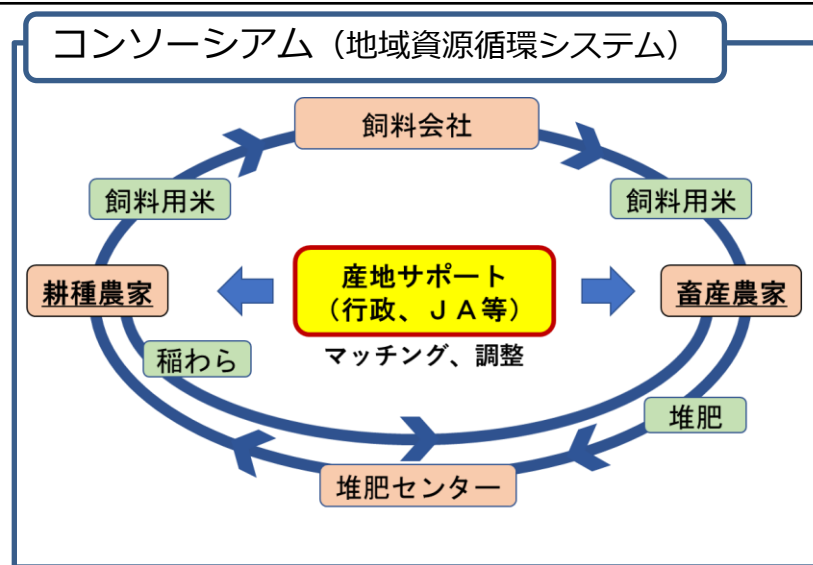 コンソーシアム（地域資源循環システム）
飼料会社
飼料用米
飼料用米
耕種農家
産地サポート
（行政、ＪＡ等）
畜産農家
マッチング、調整
稲わら
堆肥
堆肥センター